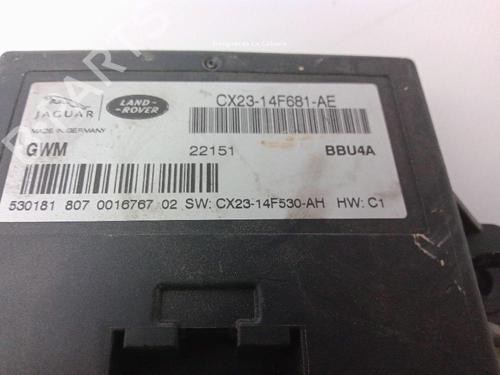 JAGUAR
LAND-
ROVER
CX23-14F681-AE
MADE IN GERMANY
GWM 22151 BBU4A
530181 807 0016767 02 SW: CX23-14F530-AH HW: C1